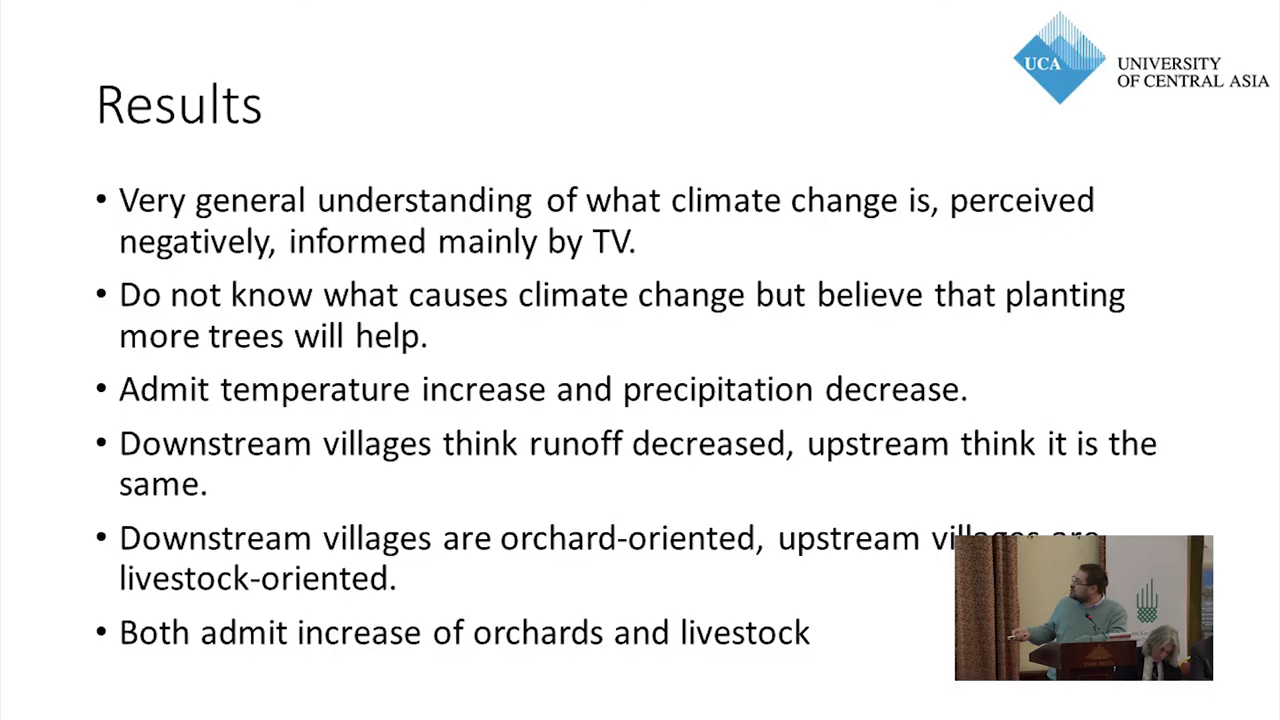 UCA
UNIVERSITY
OF CENTRAL ASIA
Results
• Very general understanding of what climate change is, perceived
negatively, informed mainly by TV.
• Do not know what causes climate change but believe that planting
more trees will help.
• Admit temperature increase and precipitation decrease.
• Downstream villages think runoff decreased, upstream think it is the
same.
• Downstream villages are orchard-oriented, upstream villages are
livestock-oriented.
• Both admit increase of orchards and livestock